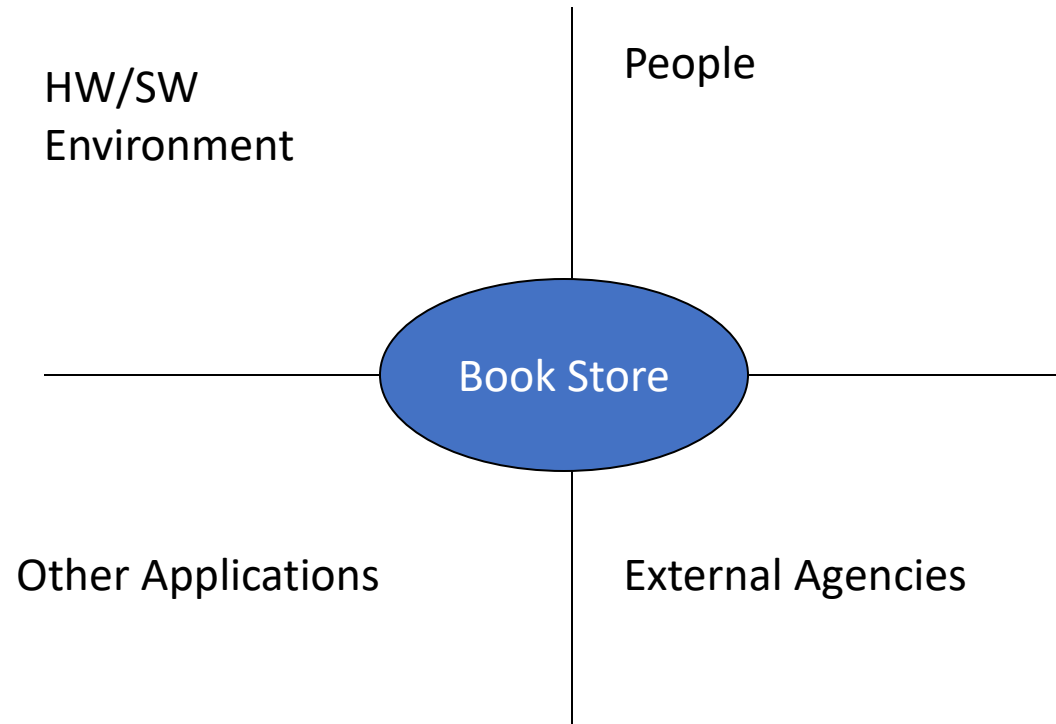 HW/SW
Environment
People
Book Store
Other Applications
External Agencies